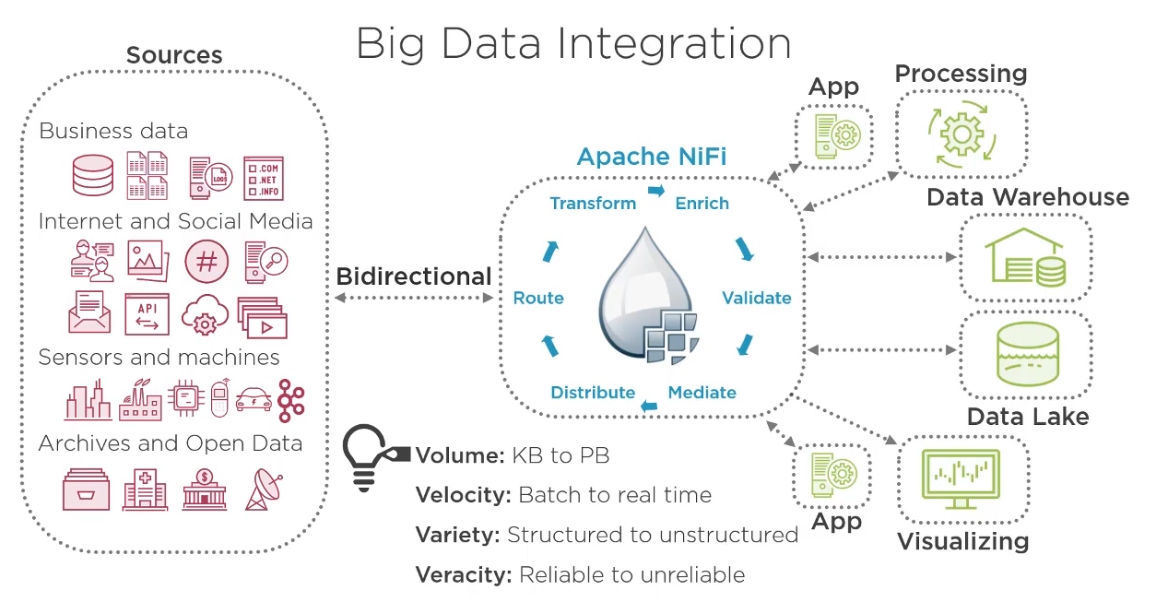 Big Data Integration
Sources
Business data
LOGS
.COM
.NET
.INFO
Internet and Social Media
#
API
Sensors and machines
Archives and Open Data
$
Bidirectional
Apache NiFi
Transform
Enrich
Route
Validate
Distribute
Mediate
App
Processing
Data Warehouse
Data Lake
App
Visualizing
Volume: KB to PB
Velocity: Batch to real time
Variety: Structured to unstructured
Veracity: Reliable to unreliable